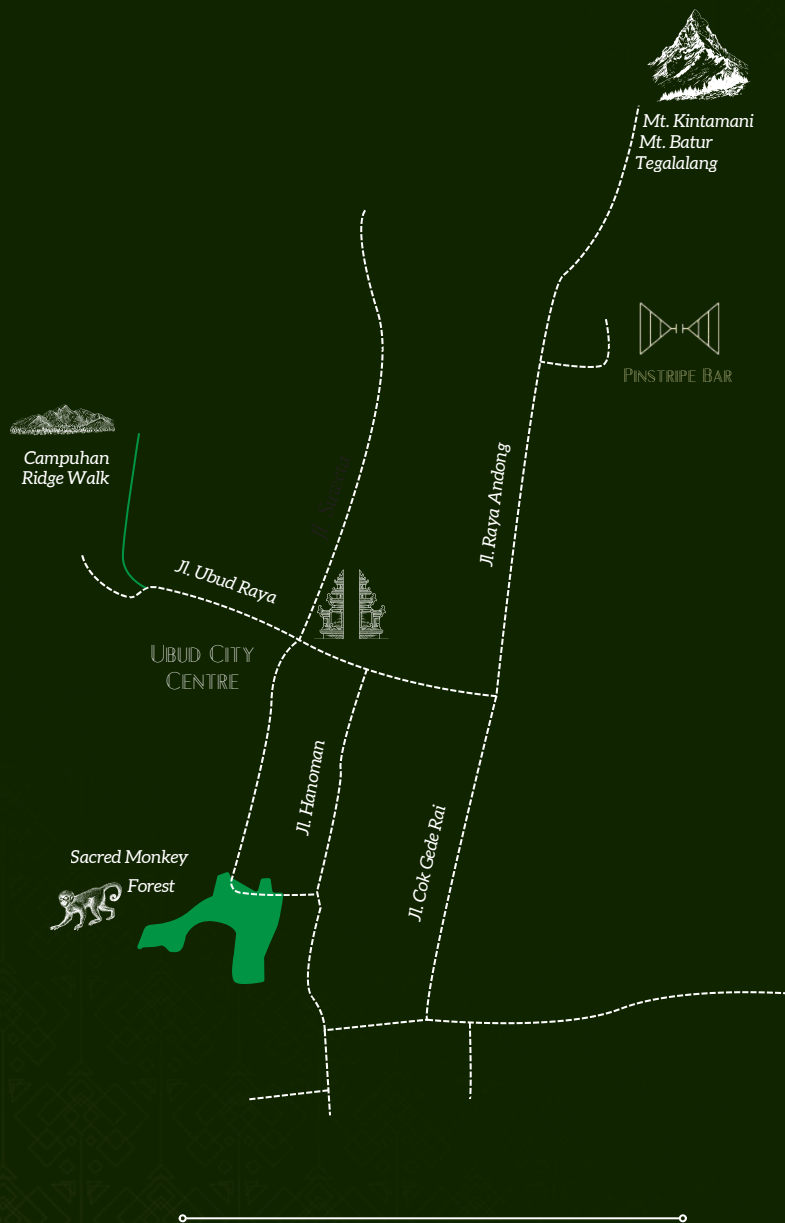 Mt. Kintamani
Mt. Batur
Tegalalang
PINSTRIPE BAR
Campuhan
Ridge Walk
Jl. Raya Andong
Jl. Ubud Raya
UBUD CITY
CENTRE
Jl. Hanoman
Jl. Cok Gede Rai
Sacred Monkey
Forest